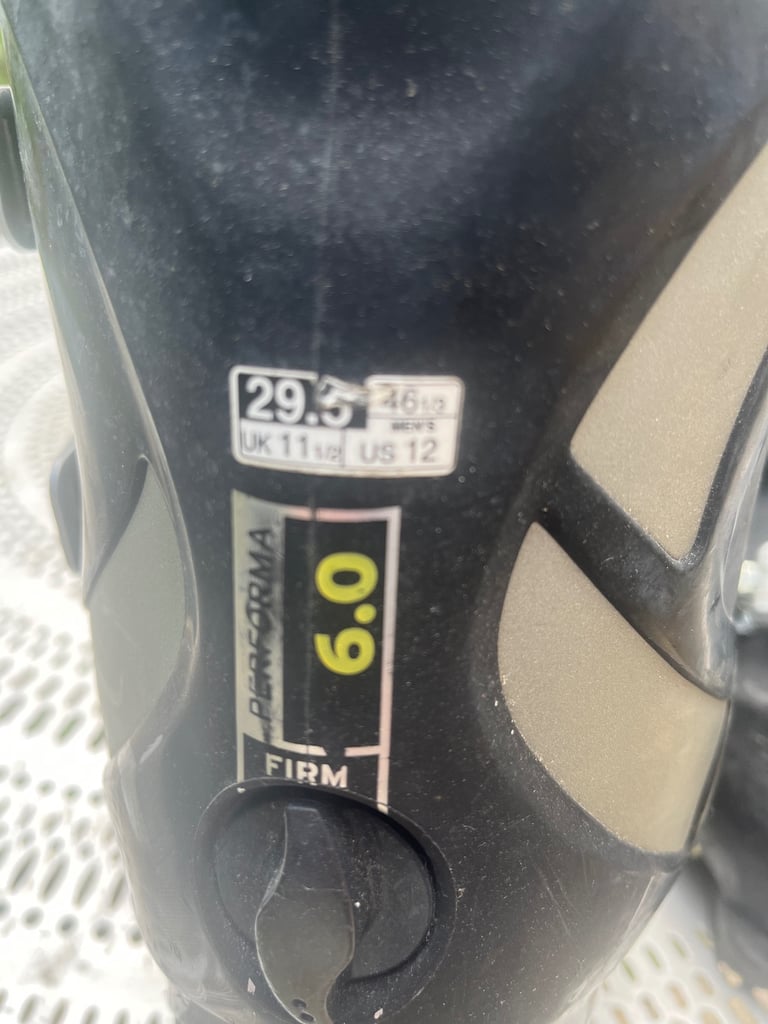 29.5 46 1/2
MEN'S
UK 11 1/2 US 12
PERFORMA
6.0
FIRM